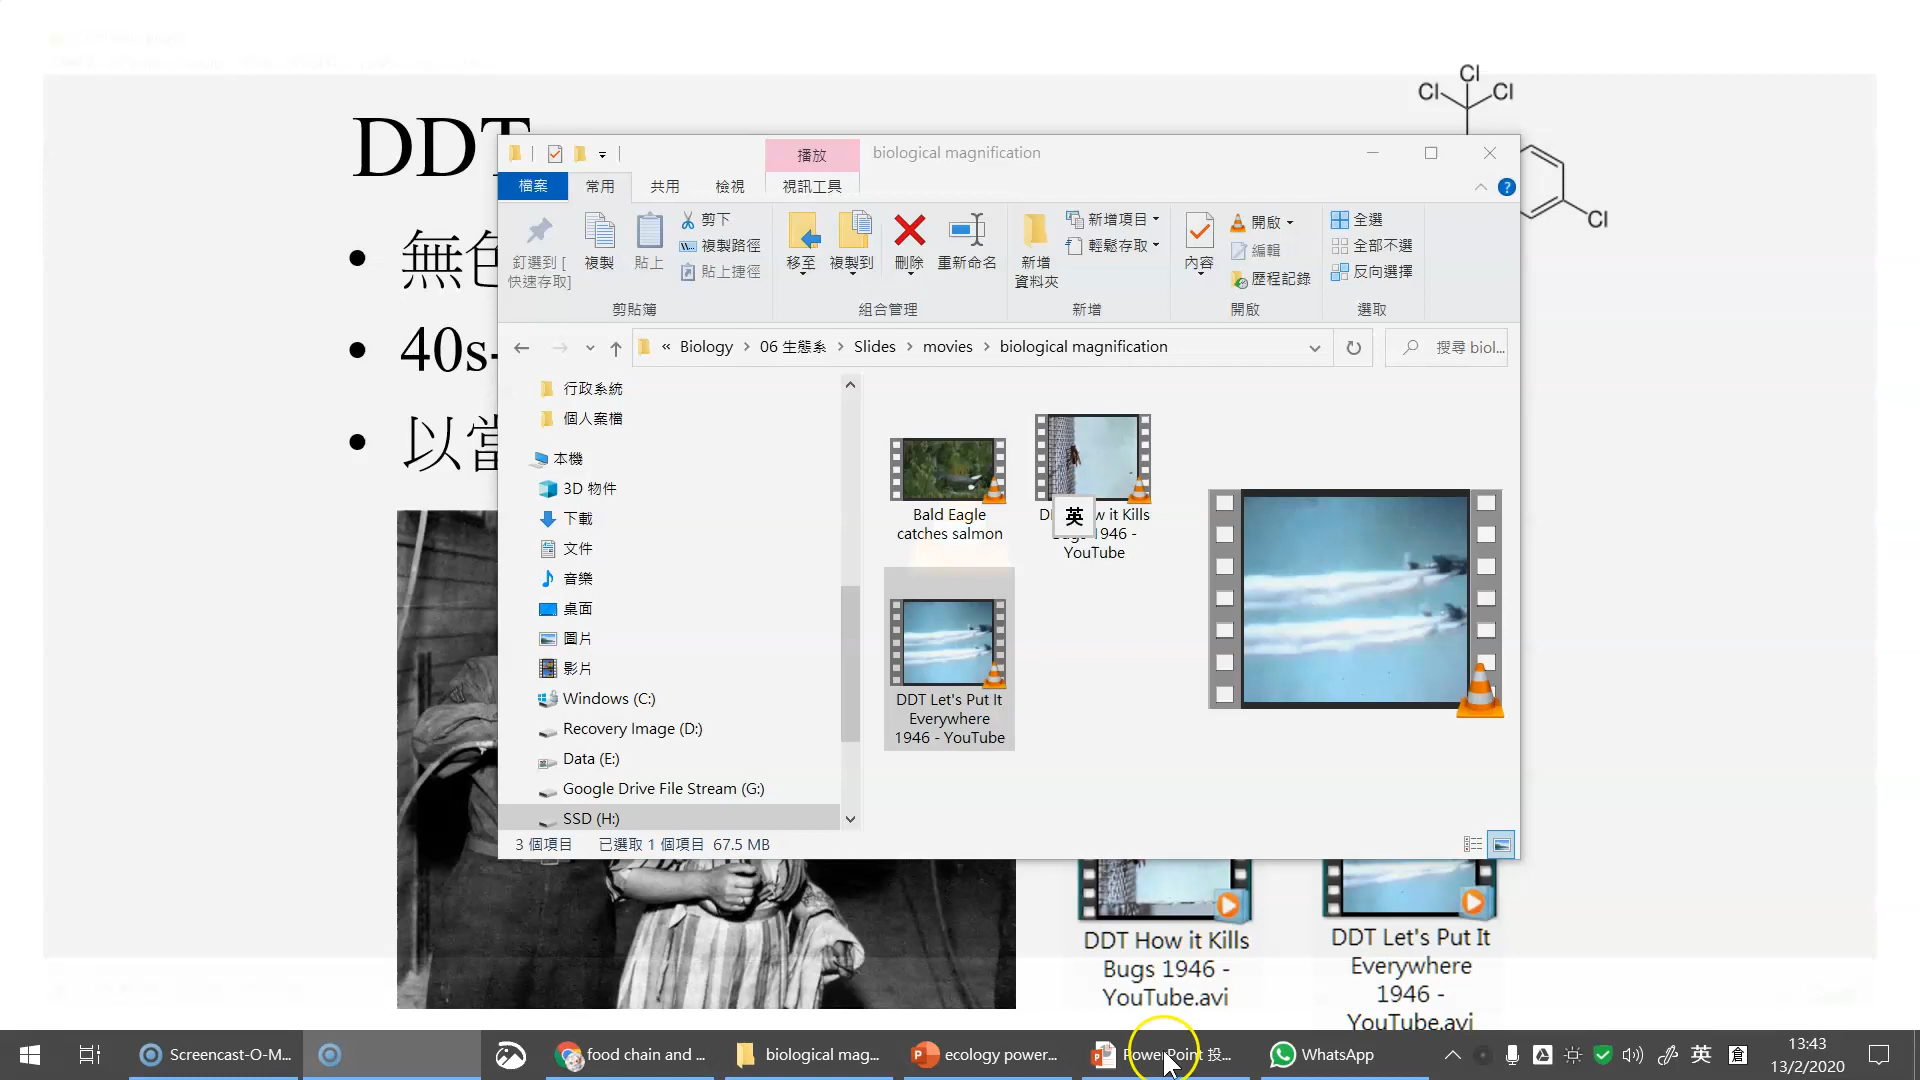 Cl
Cl
Cl
DDT
播放
biological magnification
檔案
常用
共用
檢視
視訊工具
Cl
釘選到 [
快速存取]
複製
貼上
剪下
複製路徑
貼上捷徑
移至
複製到
刪除
重新命名
新增
資料夾
新增項目
輕鬆存取
內容
開啟
編輯
歷程記錄
全選
全部不選
反向選擇
剪貼簿
組合管理
新增
開啟
選取
• 無色
• 40s-
• 以當
« Biology > 06 生態系 > Slides > movies > biological magnification
搜尋 biol...
行政系統
個人案檔
本機
3D 物件
下載
文件
音樂
桌面
圖片
影片
Windows (C:)
Recovery Image (D:)
Data (E:)
Google Drive File Stream (G:)
SSD (H:)
Bald Eagle
catches salmon
it Kills
1946 -
YouTube
英
DDT Let's Put It
Everywhere
1946 - YouTube
3 個項目
已選取 1 個項目 67.5 MB
DDT How it Kills
Bugs 1946 -
YouTube.avi
DDT Let's Put It
Everywhere
1946 -
YouTube.avi
Screencast-O-M...
food chain and ...
biological mag...
ecology power...
PowerPoint 投...
WhatsApp
英
倉
13:43
13/2/2020